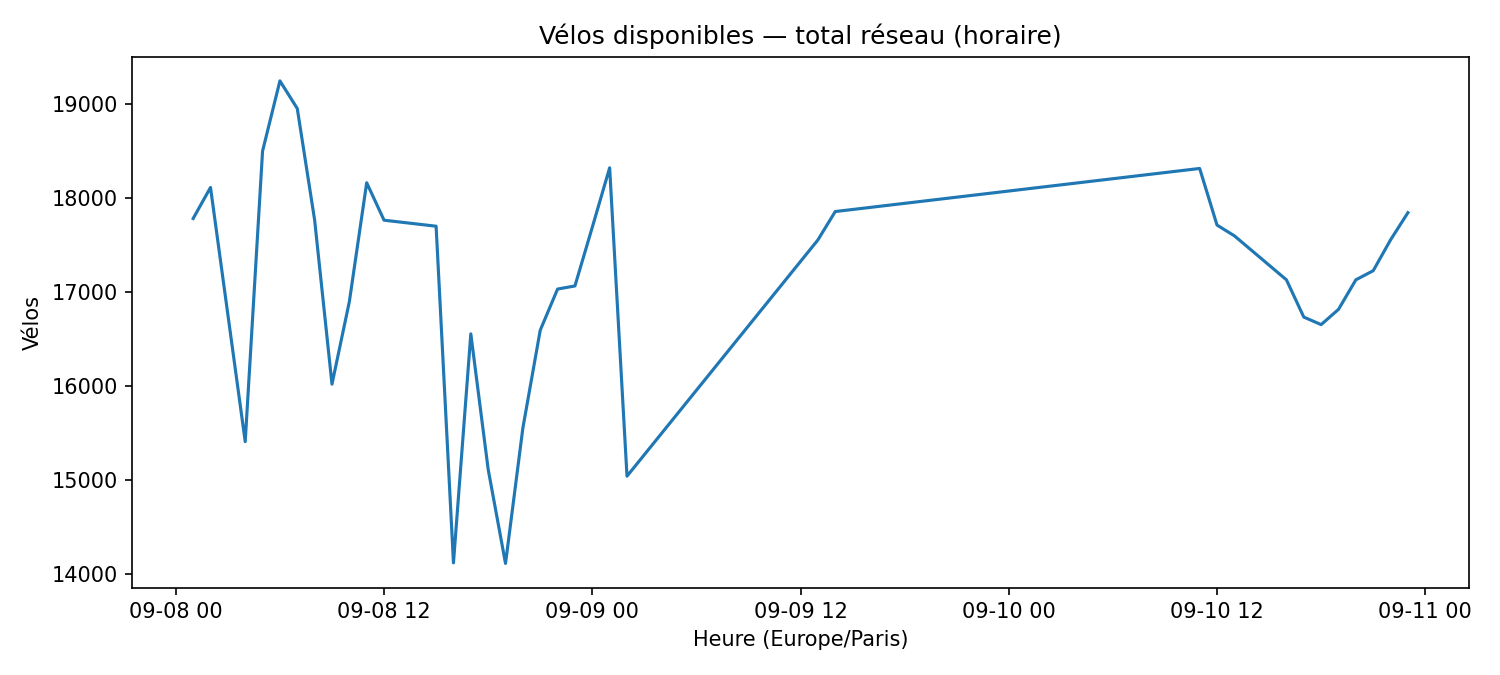 Vélos disponibles — total réseau (horaire)
Vélos
19000
18000
17000
16000
15000
14000
09-08 00 09-08 12 09-09 00 09-09 12 09-10 00 09-10 12 09-11 00
Heure (Europe/Paris)